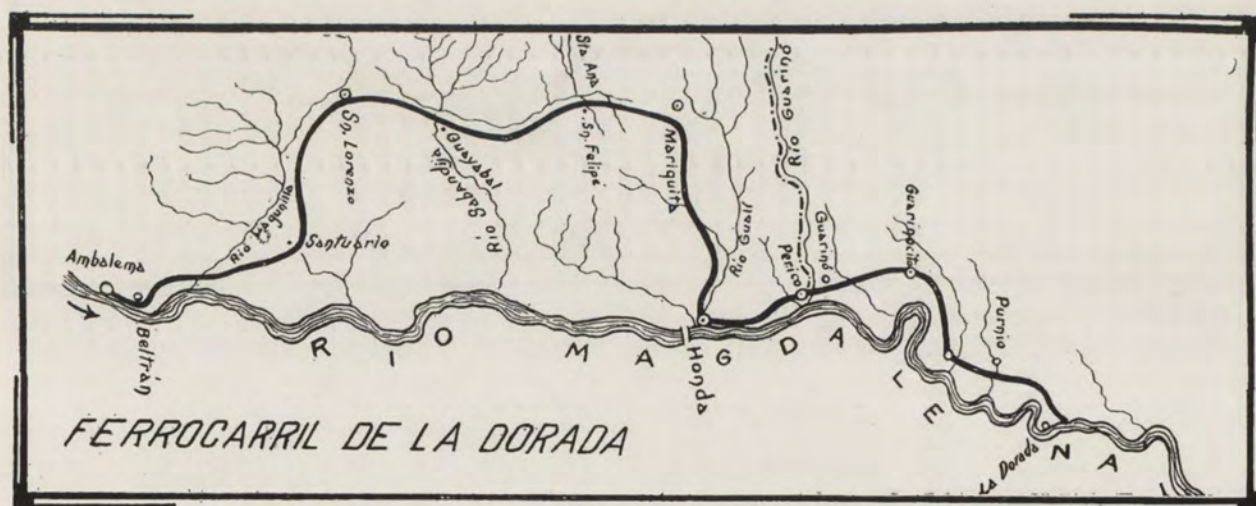 Ambalema
Beltrán
Rio Lagunilla
Santuario
Sn. Lorenzo
Guayabal
Rio Sabandija
Sta Ana
Sn. Felipe
Mariquita
Rio Gualí
Honda
Rio Guarinó
Perico
Guarinó
Guarinocito
Purnio
La Dorada
RIO MAGDALENA
FERROCARRIL DE LA DORADA